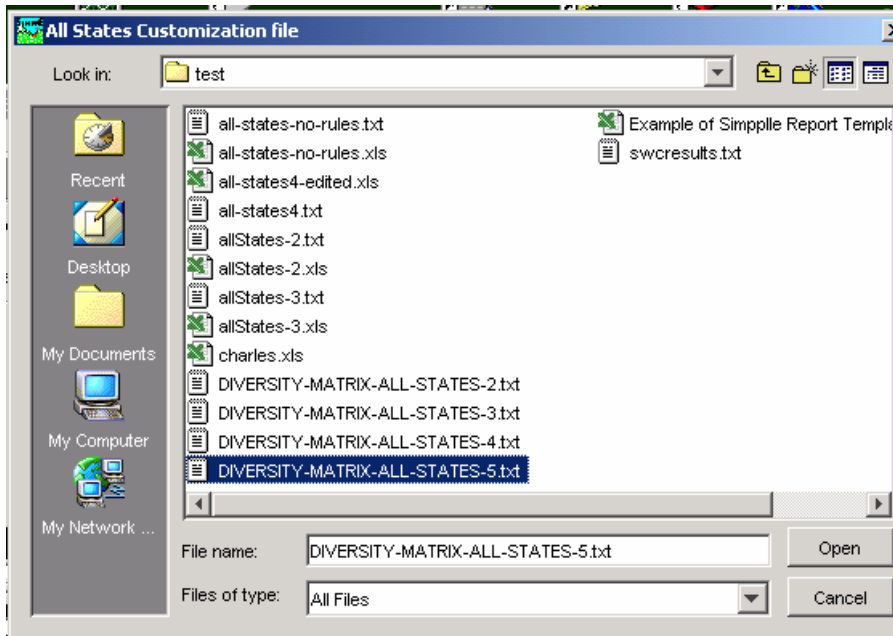 All States Customization file
Look in:
test
Recent
Desktop
My Documents
My Computer
My Network ...
all-states-no-rules.txt
all-states-no-rules.xls
all-states4-edited.xls
all-states4.txt
allStates-2.txt
allStates-2.xls
allStates-3.txt
allStates-3.xls
charles.xls
DIVERSITY-MATRIX-ALL-STATES-2.txt
DIVERSITY-MATRIX-ALL-STATES-3.txt
DIVERSITY-MATRIX-ALL-STATES-4.txt
DIVERSITY-MATRIX-ALL-STATES-5.txt
Example of Simpplle Report Templa
swcresults.txt
File name:
DIVERSITY-MATRIX-ALL-STATES-5.txt
Open
Files of type:
All Files
Cancel